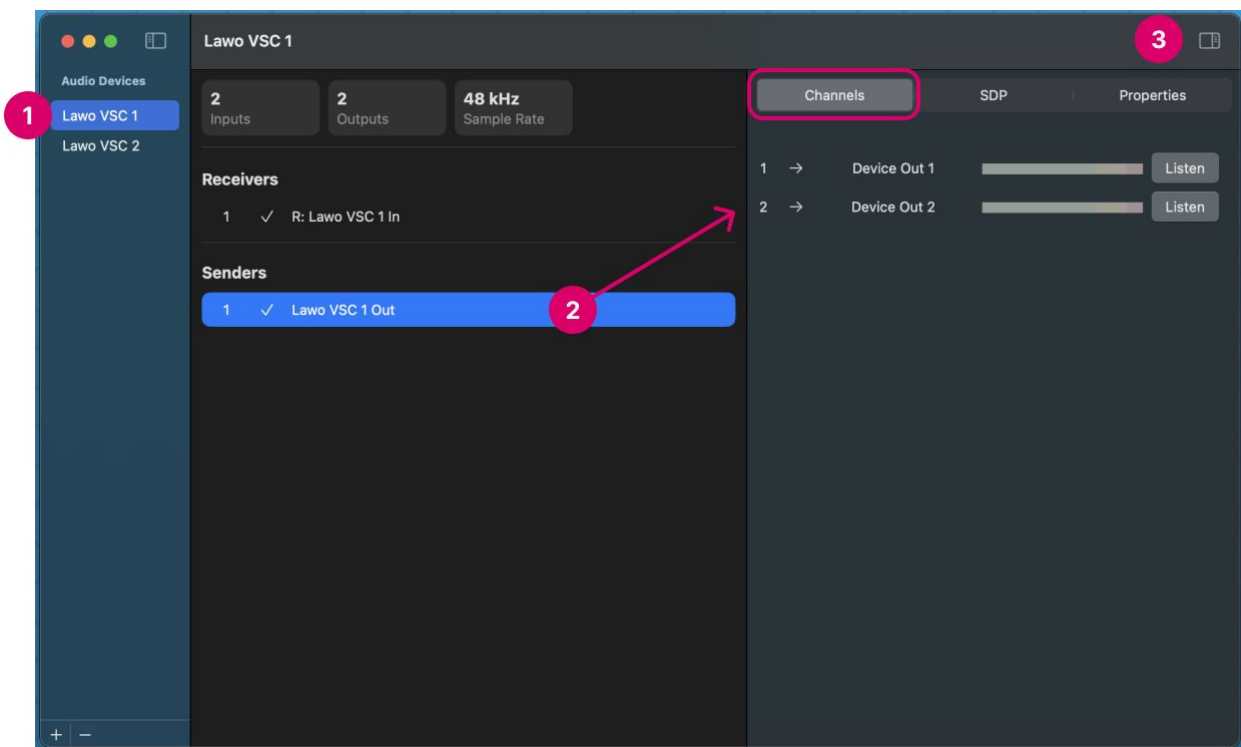 Lawo VSC 1
3
Audio Devices
1
Lawo VSC 1
Lawo VSC 2
2
Inputs
2
Outputs
48 kHz
Sample Rate
Receivers
1 ✓ R: Lawo VSC 1 In
Senders
1 ✓ Lawo VSC 1 Out
2
Channels
SDP
Properties
1 → Device Out 1 Listen
2 → Device Out 2 Listen
+ −